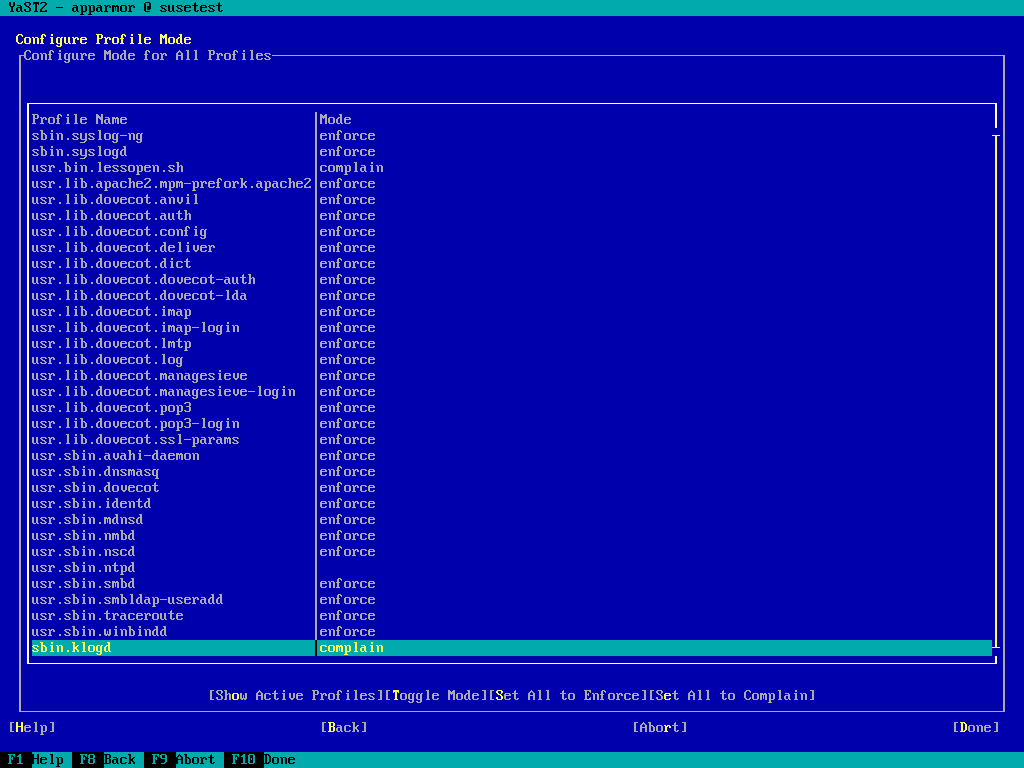 YaST2 - apparmor @ susetest
Configure Profile Mode
Configure Mode for All Profiles
Profile Name Mode
sbin.syslog-ng enforce
sbin.syslogd enforce
usr.bin.lessopen.sh complain
usr.lib.apache2.mpm-prefork.apache2 enforce
usr.lib.dovecot.anvil enforce
usr.lib.dovecot.auth enforce
usr.lib.dovecot.config enforce
usr.lib.dovecot.deliver enforce
usr.lib.dovecot.dict enforce
usr.lib.dovecot.dovecot-auth enforce
usr.lib.dovecot.dovecot-lda enforce
usr.lib.dovecot.imap enforce
usr.lib.dovecot.imap-login enforce
usr.lib.dovecot.lmtp enforce
usr.lib.dovecot.log enforce
usr.lib.dovecot.managesieve enforce
usr.lib.dovecot.managesieve-login enforce
usr.lib.dovecot.pop3 enforce
usr.lib.dovecot.pop3-login enforce
usr.lib.dovecot.ssl-params enforce
usr.sbin.avahi-daemon enforce
usr.sbin.dnsmasq enforce
usr.sbin.dovecot enforce
usr.sbin.identd enforce
usr.sbin.mdnsd enforce
usr.sbin.nmbd enforce
usr.sbin.nscd enforce
usr.sbin.ntpd
usr.sbin.smbd enforce
usr.sbin.smbldap-useradd enforce
usr.sbin.traceroute enforce
usr.sbin.winbindd enforce
sbin.klogd complain
[Show Active Profiles][Toggle Mode][Set All to Enforce][Set All to Complain]
[Help] [Back] [Abort] [Done]
F1 Help F8 Back F9 Abort F10 Done